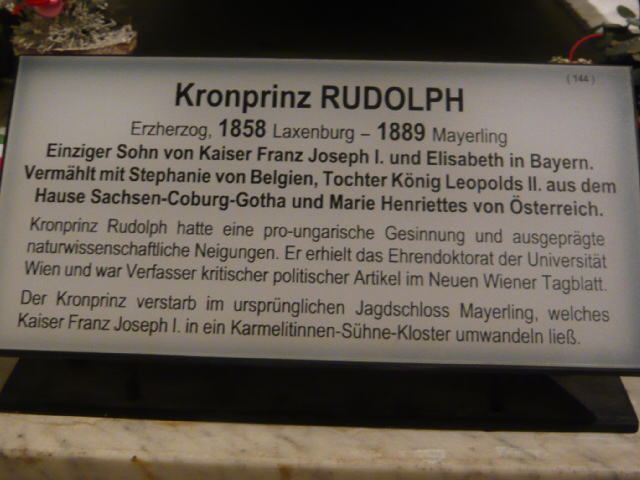 ( 144 )
Kronprinz RUDOLPH
Erzherzog, 1858 Laxenburg – 1889 Mayerling
Einziger Sohn von Kaiser Franz Joseph I. und Elisabeth in Bayern.
Vermählt mit Stephanie von Belgien, Tochter König Leopolds II. aus dem
Hause Sachsen-Coburg-Gotha und Marie Henriettes von Österreich.
Kronprinz Rudolph hatte eine pro-ungarische Gesinnung und ausgeprägte
naturwissenschaftliche Neigungen. Er erhielt das Ehrendoktorat der Universität
Wien und war Verfasser kritischer politischer Artikel im Neuen Wiener Tagblatt.
Der Kronprinz verstarb im ursprünglichen Jagdschloss Mayerling, welches
Kaiser Franz Joseph I. in ein Karmelitinnen-Sühne-Kloster umwandeln ließ.